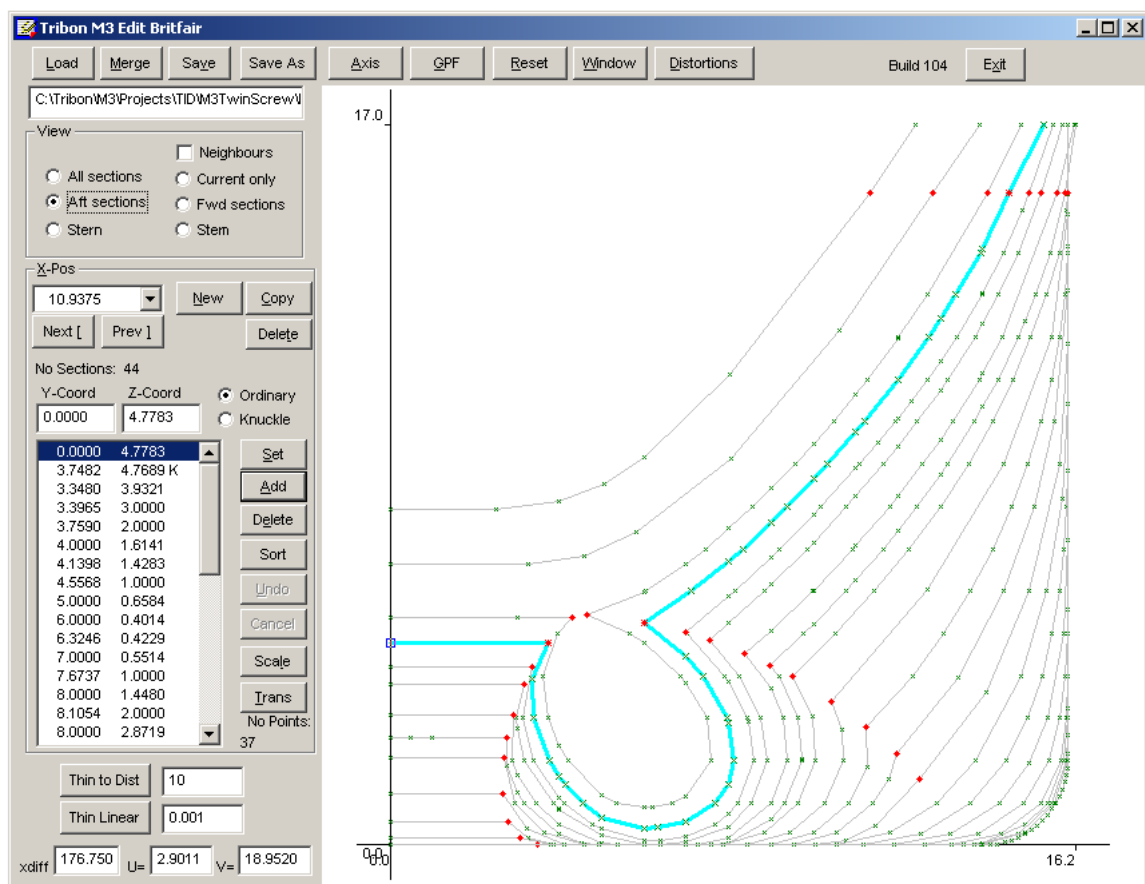 Tribon M3 Edit Britfair
Load Merge Save Save As Axis GPF Reset Window Distortions Build 104 Exit
C:\Tribon\M3\Projects\TID\M3TwinScrew\
View
Neighbours
All sections Current only
Aft sections Fwd sections
Stern Stem
X-Pos
10.9375 New Copy
Next [ Prev ] Delete
No Sections: 44
Y-Coord Z-Coord Ordinary
0.0000 4.7783 Knuckle
0.0000 4.7783
3.7482 4.7689 K
3.3480 3.9321
3.3965 3.0000
3.7590 2.0000
4.0000 1.6141
4.1398 1.4283
4.5568 1.0000
5.0000 0.6584
6.0000 0.4014
6.3246 0.4229
7.0000 0.5514
7.6737 1.0000
8.0000 1.4480
8.1054 2.0000
8.0000 2.8719
Set
Add
Delete
Sort
Undo
Cancel
Scale
Trans
No Points:
37
Thin to Dist 10
Thin Linear 0.001
xdiff 176.750 U= 2.9011 V= 18.9520
17.0
0.0
0.0
16.2